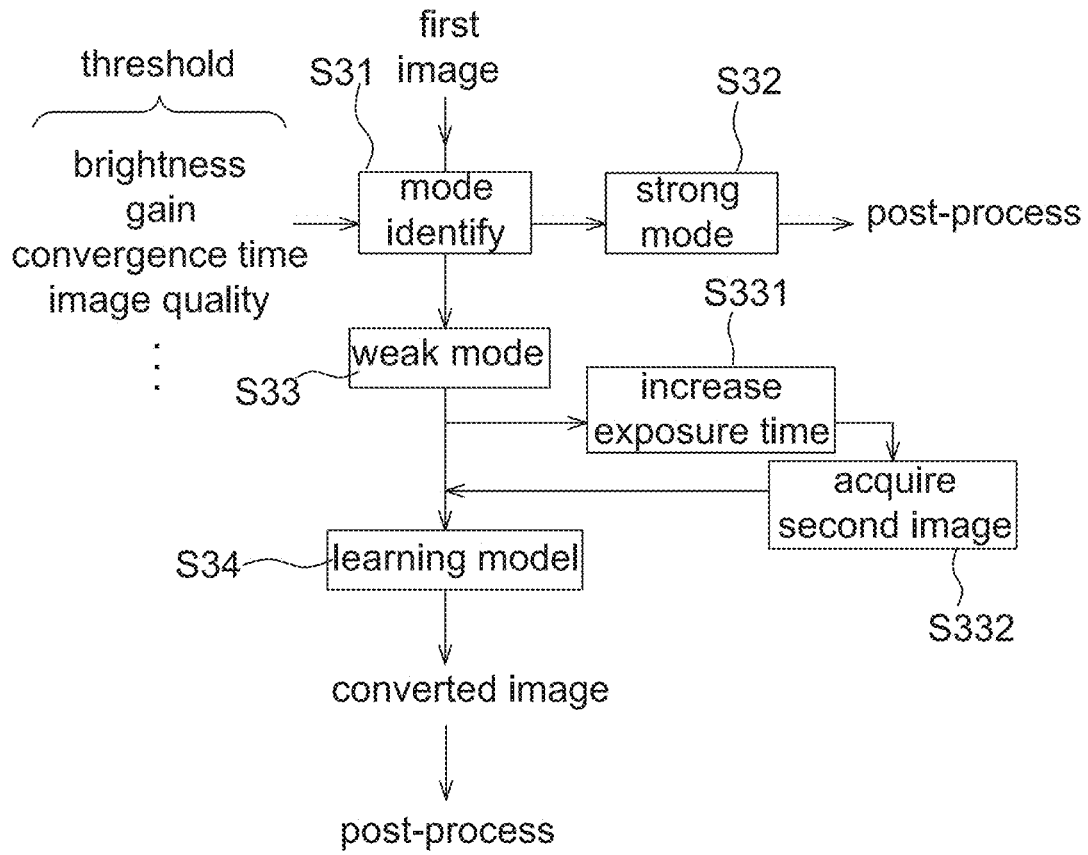 first
image
threshold
S31
S32
brightness
gain
convergence time
image quality
mode
identify
strong
mode
post-process
S331
weak mode
S33
increase
exposure time
acquire
second image
S34
learning model
S332
converted image
post-process